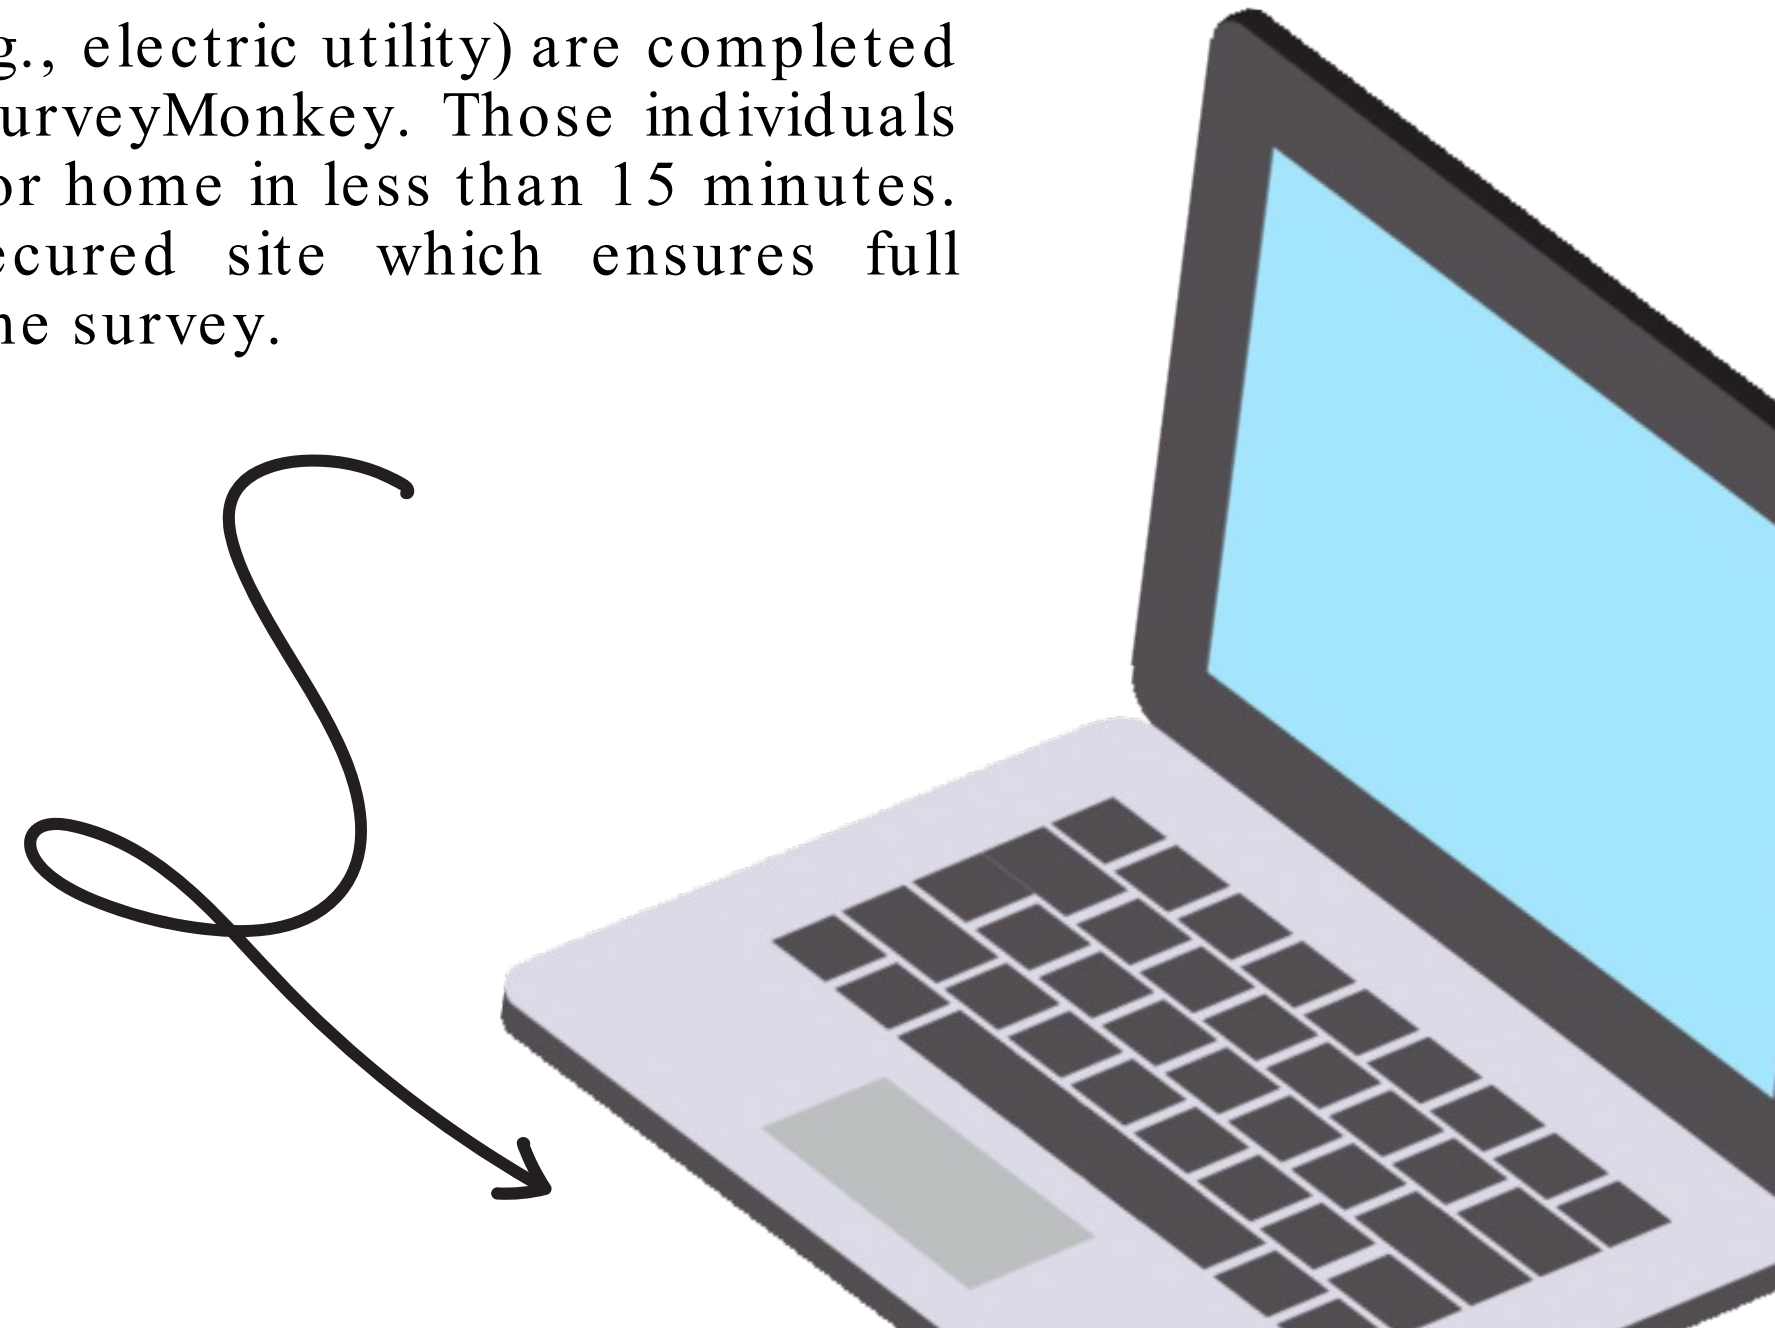 g., electric utility) are completed
urveyMonkey. Those individuals
or home in less than 15 minutes.
ecured site which ensures full
he survey.